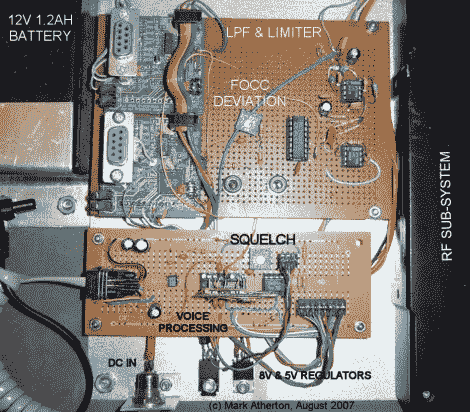 12V 1.2AH
BATTERY
LPF & LIMITER
FOCC
DEVIATION
RF SUB-SYSTEM
SQUELCH
VOICE
PROCESSING
DC IN
8V & 5V REGULATORS
(c) Mark Atherton, August 2007